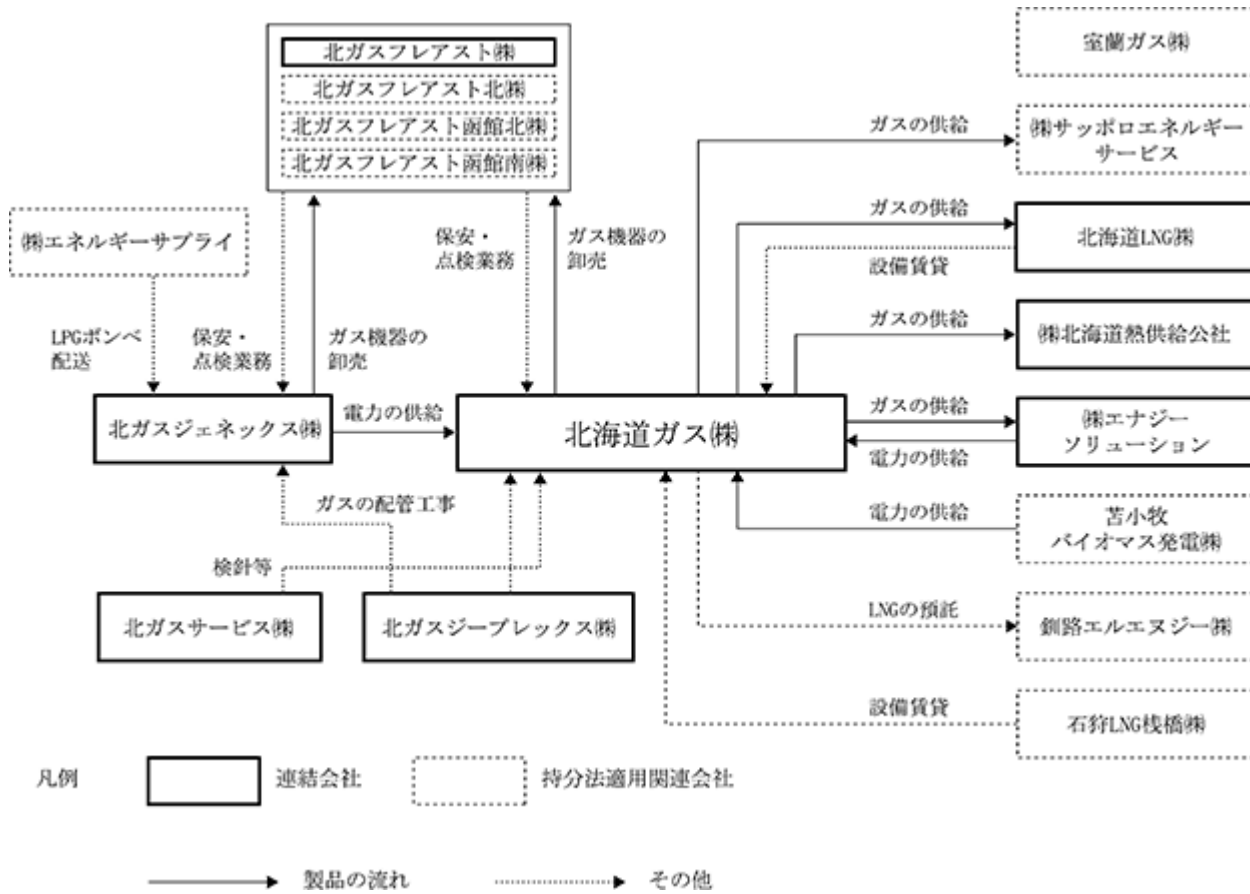 北ガスフレアスト㈱
北ガスフレアスト北㈱
北ガスフレアスト函館北㈱
北ガスフレアスト函館南㈱
室蘭ガス㈱
ガスの供給
㈱サッポロエネルギー
サービス
㈱エネルギーサプライ
保安・
点検業務
ガス機器の
卸売
ガスの供給
北海道LNG㈱
設備賃貸
LPGボンベ
配送
保安・
点検業務
ガス機器の
卸売
ガスの供給
㈱北海道熱供給公社
北ガスジェネックス㈱
電力の供給
北海道ガス㈱
ガスの供給
㈱エナジー
ソリューション
電力の供給
ガスの配管工事
電力の供給
苫小牧
バイオマス発電㈱
検針等
北ガスサービス㈱
北ガスジープレックス㈱
LNGの預託
釧路エルエヌジー㈱
設備賃貸
石狩LNG桟橋㈱
凡例
連結会社
持分法適用関連会社
製品の流れ
その他